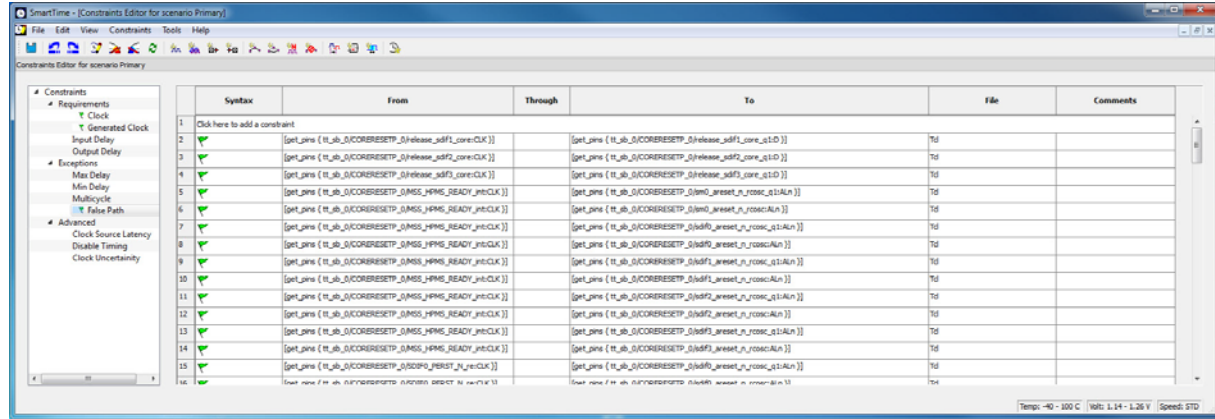 SmartTime - [Constraints Editor for scenario Primary]
File Edit View Constraints Tools Help
Constraints Editor for scenario Primary
Constraints
Requirements
Clock
Generated Clock
Input Delay
Output Delay
Exceptions
Max Delay
Min Delay
Multicycle
False Path
Advanced
Clock Source Latency
Disable Timing
Clock Uncertainity
Syntax From Through To File Comments
1 Click here to add a constraint
2 [get_pins { tt_sb_0/CORERESETP_0/release_sdif1_core:CLK }] [get_pins { tt_sb_0/CORERESETP_0/release_sdif1_core_q1:D }] Td
3 [get_pins { tt_sb_0/CORERESETP_0/release_sdif2_core:CLK }] [get_pins { tt_sb_0/CORERESETP_0/release_sdif2_core_q1:D }] Td
4 [get_pins { tt_sb_0/CORERESETP_0/release_sdif3_core:CLK }] [get_pins { tt_sb_0/CORERESETP_0/release_sdif3_core_q1:D }] Td
5 [get_pins { tt_sb_0/CORERESETP_0/MSS_HPMS_READY_int:CLK }] [get_pins { tt_sb_0/CORERESETP_0/sm0_areset_n_rcosc_q1:ALn }] Td
6 [get_pins { tt_sb_0/CORERESETP_0/MSS_HPMS_READY_int:CLK }] [get_pins { tt_sb_0/CORERESETP_0/sm0_areset_n_rcosc:ALn }] Td
7 [get_pins { tt_sb_0/CORERESETP_0/MSS_HPMS_READY_int:CLK }] [get_pins { tt_sb_0/CORERESETP_0/sdif0_areset_n_rcosc_q1:ALn }] Td
8 [get_pins { tt_sb_0/CORERESETP_0/MSS_HPMS_READY_int:CLK }] [get_pins { tt_sb_0/CORERESETP_0/sdif0_areset_n_rcosc:ALn }] Td
9 [get_pins { tt_sb_0/CORERESETP_0/MSS_HPMS_READY_int:CLK }] [get_pins { tt_sb_0/CORERESETP_0/sdif1_areset_n_rcosc_q1:ALn }] Td
10 [get_pins { tt_sb_0/CORERESETP_0/MSS_HPMS_READY_int:CLK }] [get_pins { tt_sb_0/CORERESETP_0/sdif1_areset_n_rcosc:ALn }] Td
11 [get_pins { tt_sb_0/CORERESETP_0/MSS_HPMS_READY_int:CLK }] [get_pins { tt_sb_0/CORERESETP_0/sdif2_areset_n_rcosc_q1:ALn }] Td
12 [get_pins { tt_sb_0/CORERESETP_0/MSS_HPMS_READY_int:CLK }] [get_pins { tt_sb_0/CORERESETP_0/sdif2_areset_n_rcosc:ALn }] Td
13 [get_pins { tt_sb_0/CORERESETP_0/MSS_HPMS_READY_int:CLK }] [get_pins { tt_sb_0/CORERESETP_0/sdif3_areset_n_rcosc_q1:ALn }] Td
14 [get_pins { tt_sb_0/CORERESETP_0/MSS_HPMS_READY_int:CLK }] [get_pins { tt_sb_0/CORERESETP_0/sdif3_areset_n_rcosc:ALn }] Td
15 [get_pins { tt_sb_0/CORERESETP_0/SDIF0_PERST_N_re:CLK }] [get_pins { tt_sb_0/CORERESETP_0/sdif0_areset_n_rcosc_q1:ALn }] Td
16 [get_pins { tt_sb_0/CORERESETP_0/SDIF0_PERST_N_re:CLK }] [get_pins { tt_sb_0/CORERESETP_0/sdif0_areset_n_rcosc:ALn }] Td
Temp: -40 - 100 C Volt: 1.14 - 1.26 V Speed: STD